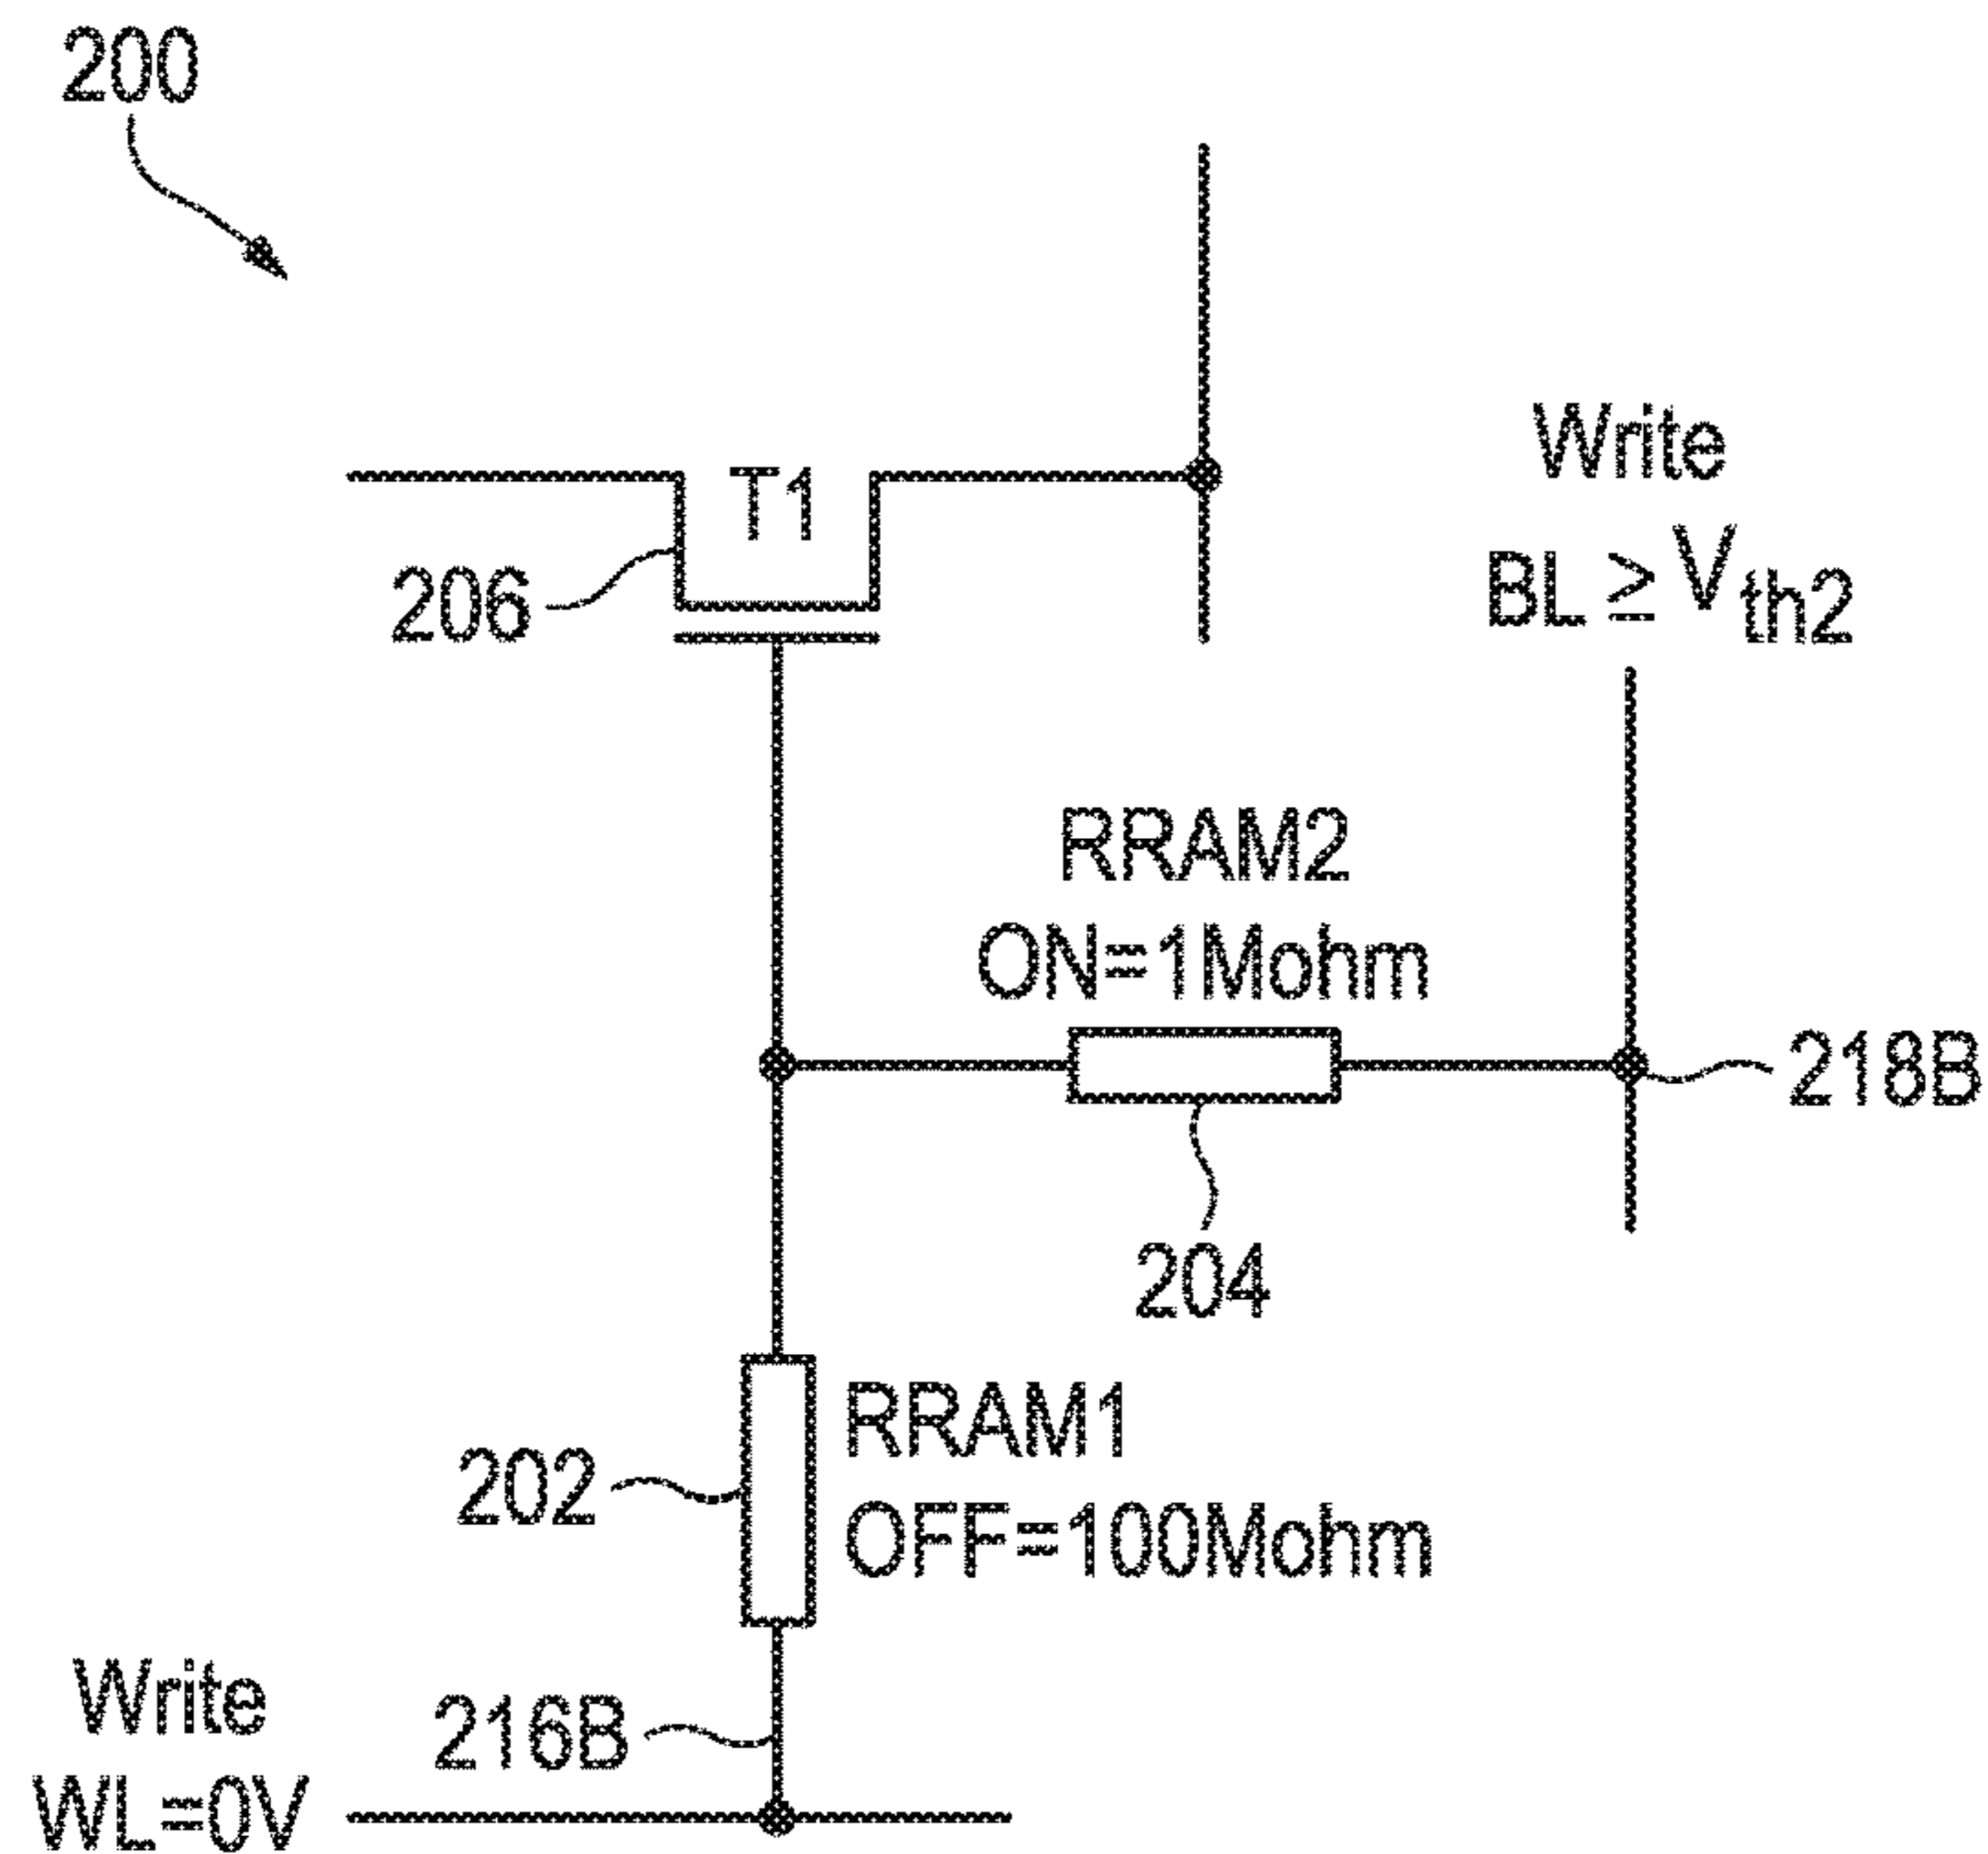 200
T1
206
Write
BL ≥ Vth2
RRAM2
ON=1Mohm
218B
204
RRAM1
OFF=100Mohm
202
216B
Write
WL=0V